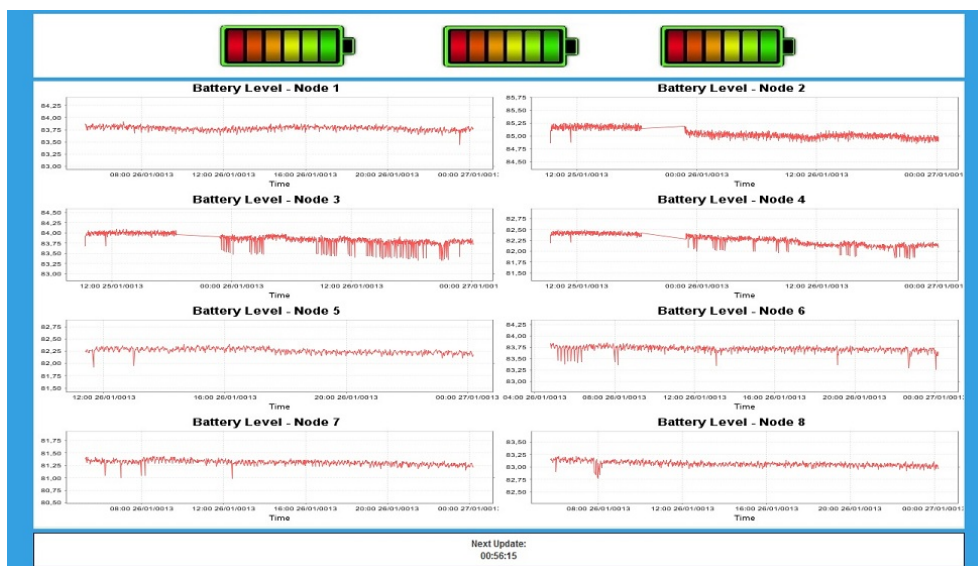 Battery Level - Node 1
84,25
84,00
83,75
83,50
83,25
83,00
08:00 26/01/0013 12:00 26/01/0013 16:00 26/01/0013 20:00 26/01/0013 00:00 27/01/0013
Time
Battery Level - Node 2
85,75
85,50
85,25
85,00
84,75
84,50
12:00 25/01/0013 00:00 26/01/0013 12:00 26/01/0013 00:00 27/01/001
Time
Battery Level - Node 3
84,50
84,25
84,00
83,75
83,50
83,25
83,00
12:00 25/01/0013 00:00 26/01/0013 12:00 26/01/0013 00:00 27/01/001
Time
Battery Level - Node 4
82,75
82,50
82,25
82,00
81,75
81,50
12:00 25/01/0013 00:00 26/01/0013 12:00 26/01/0013 00:00 27/01/001
Time
Battery Level - Node 5
82,75
82,50
82,25
82,00
81,75
81,50
12:00 26/01/0013 16:00 26/01/0013 20:00 26/01/0013 00:00 27/01/0013
Time
Battery Level - Node 6
84,25
84,00
83,75
83,50
83,25
83,00
04:00 26/01/0013 08:00 26/01/0013 12:00 26/01/0013 16:00 26/01/0013 20:00 26/01/0013 00:00 27/01/0013
Time
Battery Level - Node 7
81,75
81,50
81,25
81,00
80,75
80,50
08:00 26/01/0013 12:00 26/01/0013 16:00 26/01/0013 20:00 26/01/0013 00:00 27/01/0013
Time
Battery Level - Node 8
83,50
83,25
83,00
82,75
82,50
08:00 26/01/0013 12:00 26/01/0013 16:00 26/01/0013 20:00 26/01/0013 00:00 27/01/0013
Time
Next Update:
00:56:15